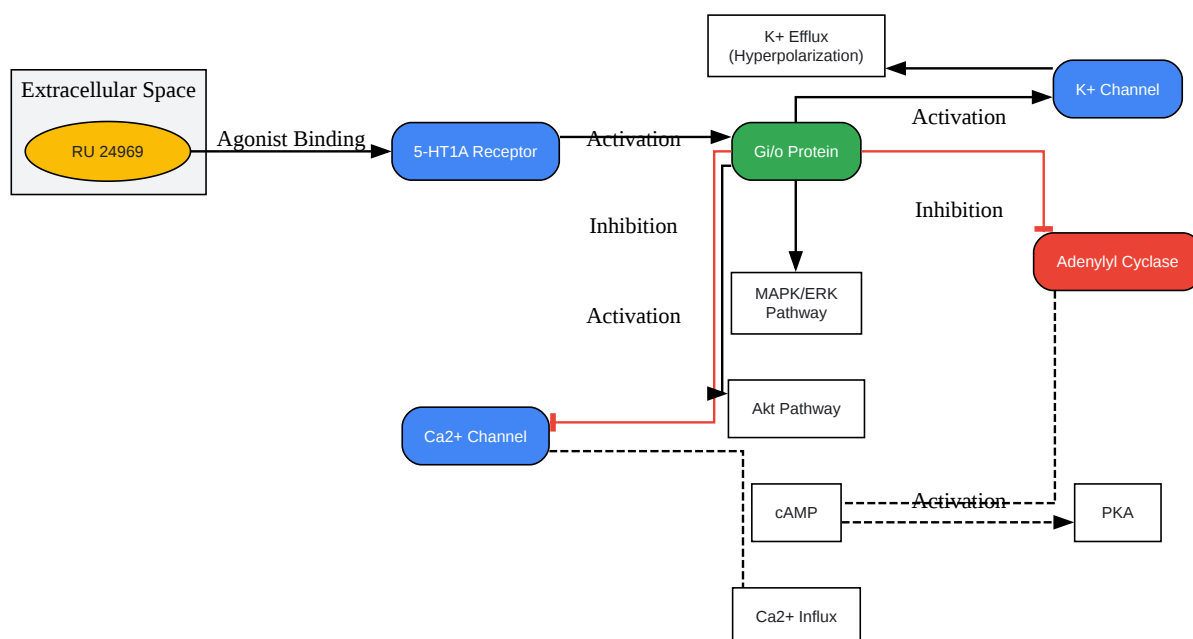 K+ Efflux
(Hyperpolarization)
Extracellular Space
K+ Channel
Activation
RU 24969
Agonist Binding
5-HT1A Receptor
Activation
Gi/o Protein
Inhibition
Inhibition
Adenylyl Cyclase
MAPK/ERK
Pathway
Activation
Akt Pathway
Ca2+ Channel
cAMP
Activation
PKA
Ca2+ Influx